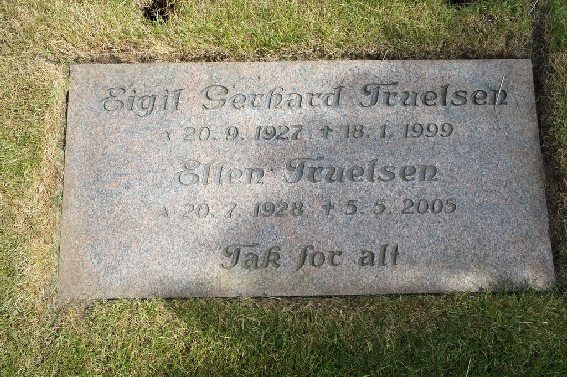 Eigil Gerhard Truelsen
* 20. 9. 1927 + 18. 1. 1999
Ellen Truelsen
* 20. 7. 1928 + 5. 5. 2005
Tak for alt